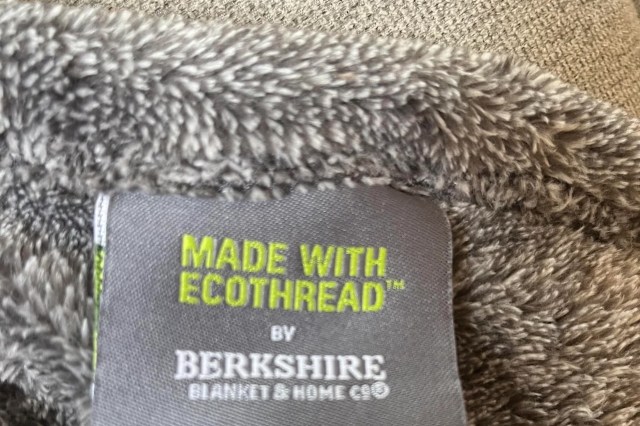 MADE WITH
ECOTHREAD™
BY
BERKSHIRE
BLANKET & HOME CO®